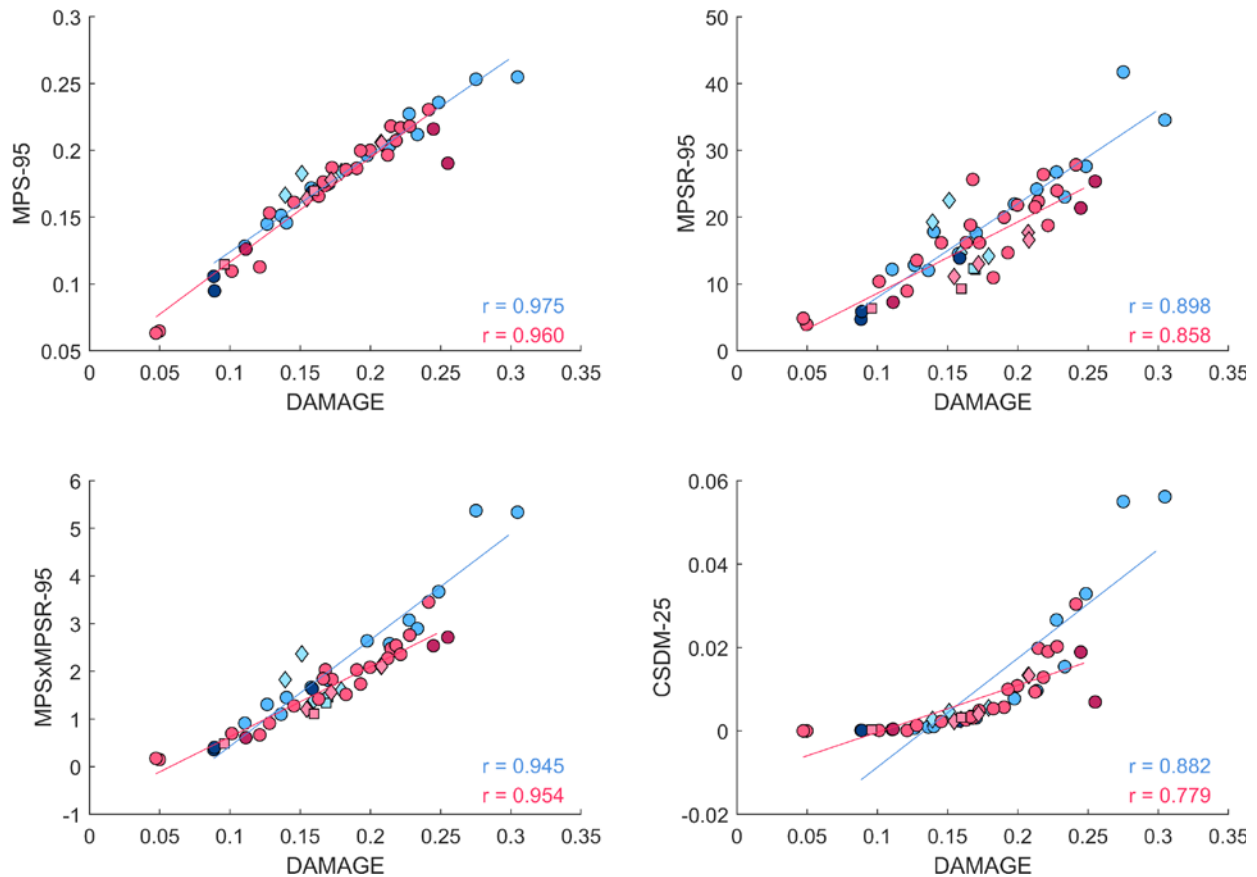 0.3
0.25
0.2
0.15
0.1
0.05
MPS-95
r = 0.975
r = 0.960
0 0.05 0.1 0.15 0.2 0.25 0.3 0.35
DAMAGE
50
40
30
20
10
0
MPSR-95
r = 0.898
r = 0.858
0 0.05 0.1 0.15 0.2 0.25 0.3 0.35
DAMAGE
6
5
4
3
2
1
0
-1
MPSxMPSR-95
r = 0.945
r = 0.954
0 0.05 0.1 0.15 0.2 0.25 0.3 0.35
DAMAGE
0.06
0.04
0.02
0
-0.02
CSDM-25
r = 0.882
r = 0.779
0 0.05 0.1 0.15 0.2 0.25 0.3 0.35
DAMAGE